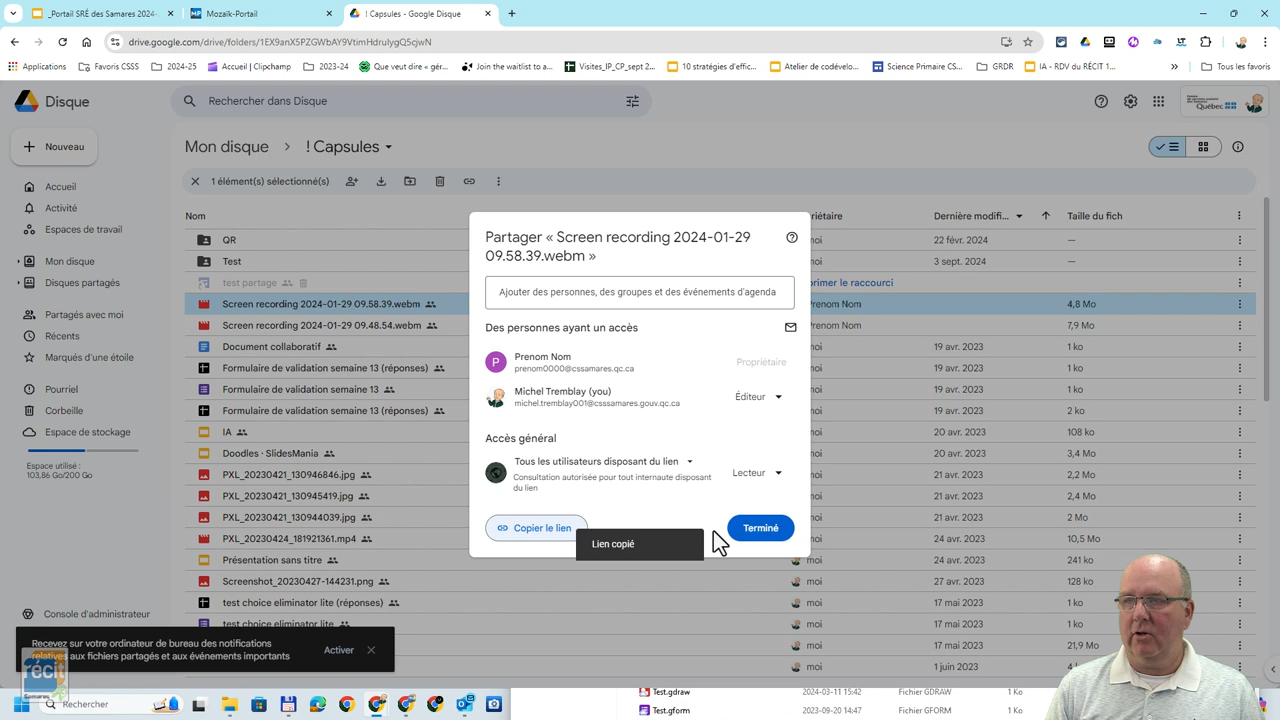 _Portail SRÉ des Samares 2024-
Mozaïk-Portail
! Capsules - Google Disque
drive.google.com/drive/folders/1EX9anX5PZGWbAY9VtimHdrulygQ5cjwN
Applications
Favoris CSSS
2024-25
Accueil | Clipchamp
2023-24
Que veut dire « gér...
Join the waitlist to a...
Visites_IP_CP_sept 2...
10 stratégies d'effic...
Atelier de codévelo...
Science Primaire CS...
GRDR
IA - RDV du RÉCIT 1...
Tous les favoris
Disque
Rechercher dans Disque
Québec
Nouveau
Mon disque
! Capsules
Accueil
Activité
Espaces de travail
Mon disque
Disques partagés
Partagés avec moi
Récents
Marqués d'une étoile
Pourriel
Corbeille
Espace de stockage
Espace utilisé :
103,86 Go/200 Go
Console d'administrateur
1 élément(s) sélectionné(s)
Nom
riétaire
Dernière modifi...
Taille du fich
QR
moi
22 févr. 2024
—
Test
moi
3 sept. 2024
—
test partage
primer le raccourci
Screen recording 2024-01-29 09.58.39.webm
Prenom Nom
4,8 Mo
Screen recording 2024-01-29 09.48.54.webm
Prenom Nom
7,9 Mo
Document collaboratif
moi
19 avr. 2023
1 ko
Formulaire de validation semaine 13 (réponses)
moi
19 avr. 2023
1 ko
Formulaire de validation semaine 13
moi
19 avr. 2023
1 ko
Formulaire de validation semaine 13 (réponses)
moi
19 avr. 2023
2 ko
IA
moi
20 avr. 2023
108 ko
Doodles · SlidesMania
moi
20 avr. 2023
3,4 Mo
PXL_20230421_130946846.jpg
moi
21 avr. 2023
2,2 Mo
PXL_20230421_130945419.jpg
moi
21 avr. 2023
2,4 Mo
PXL_20230421_131044039.jpg
moi
21 avr. 2023
2 Mo
PXL_20230424_181921361.mp4
moi
24 avr. 2023
10,5 Mo
Présentation sans titre
moi
24 avr. 2023
241 ko
Screenshot_20230427-144231.png
moi
27 avr. 2023
128 ko
test choice eliminator lite (réponses)
moi
17 mai 2023
1 ko
test choice eliminator lite
moi
17 mai 2023
1 ko
moi
17 mai 2023
21,9 Mo
moi
1 juin 2023
Partager « Screen recording 2024-01-29
09.58.39.webm »
Ajouter des personnes, des groupes et des événements d'agenda
Des personnes ayant un accès
P
Prenom Nom
prenom0000@cssamares.qc.ca
Propriétaire
Michel Tremblay (you)
michel.tremblay001@csssamares.gouv.qc.ca
Éditeur
Accès général
Tous les utilisateurs disposant du lien
Consultation autorisée pour tout internaute disposant
du lien
Lecteur
Copier le lien
Terminé
Lien copié
Recevez sur votre ordinateur de bureau des notifications
relatives aux fichiers partagés et aux événements importants
Activer
récit
Samares
Rechercher
Test.gdraw
2024-03-11 15:42
Fichier GDRAW
1 Ko
Test.gform
2023-09-20 14:47
Fichier GFORM
1 Ko